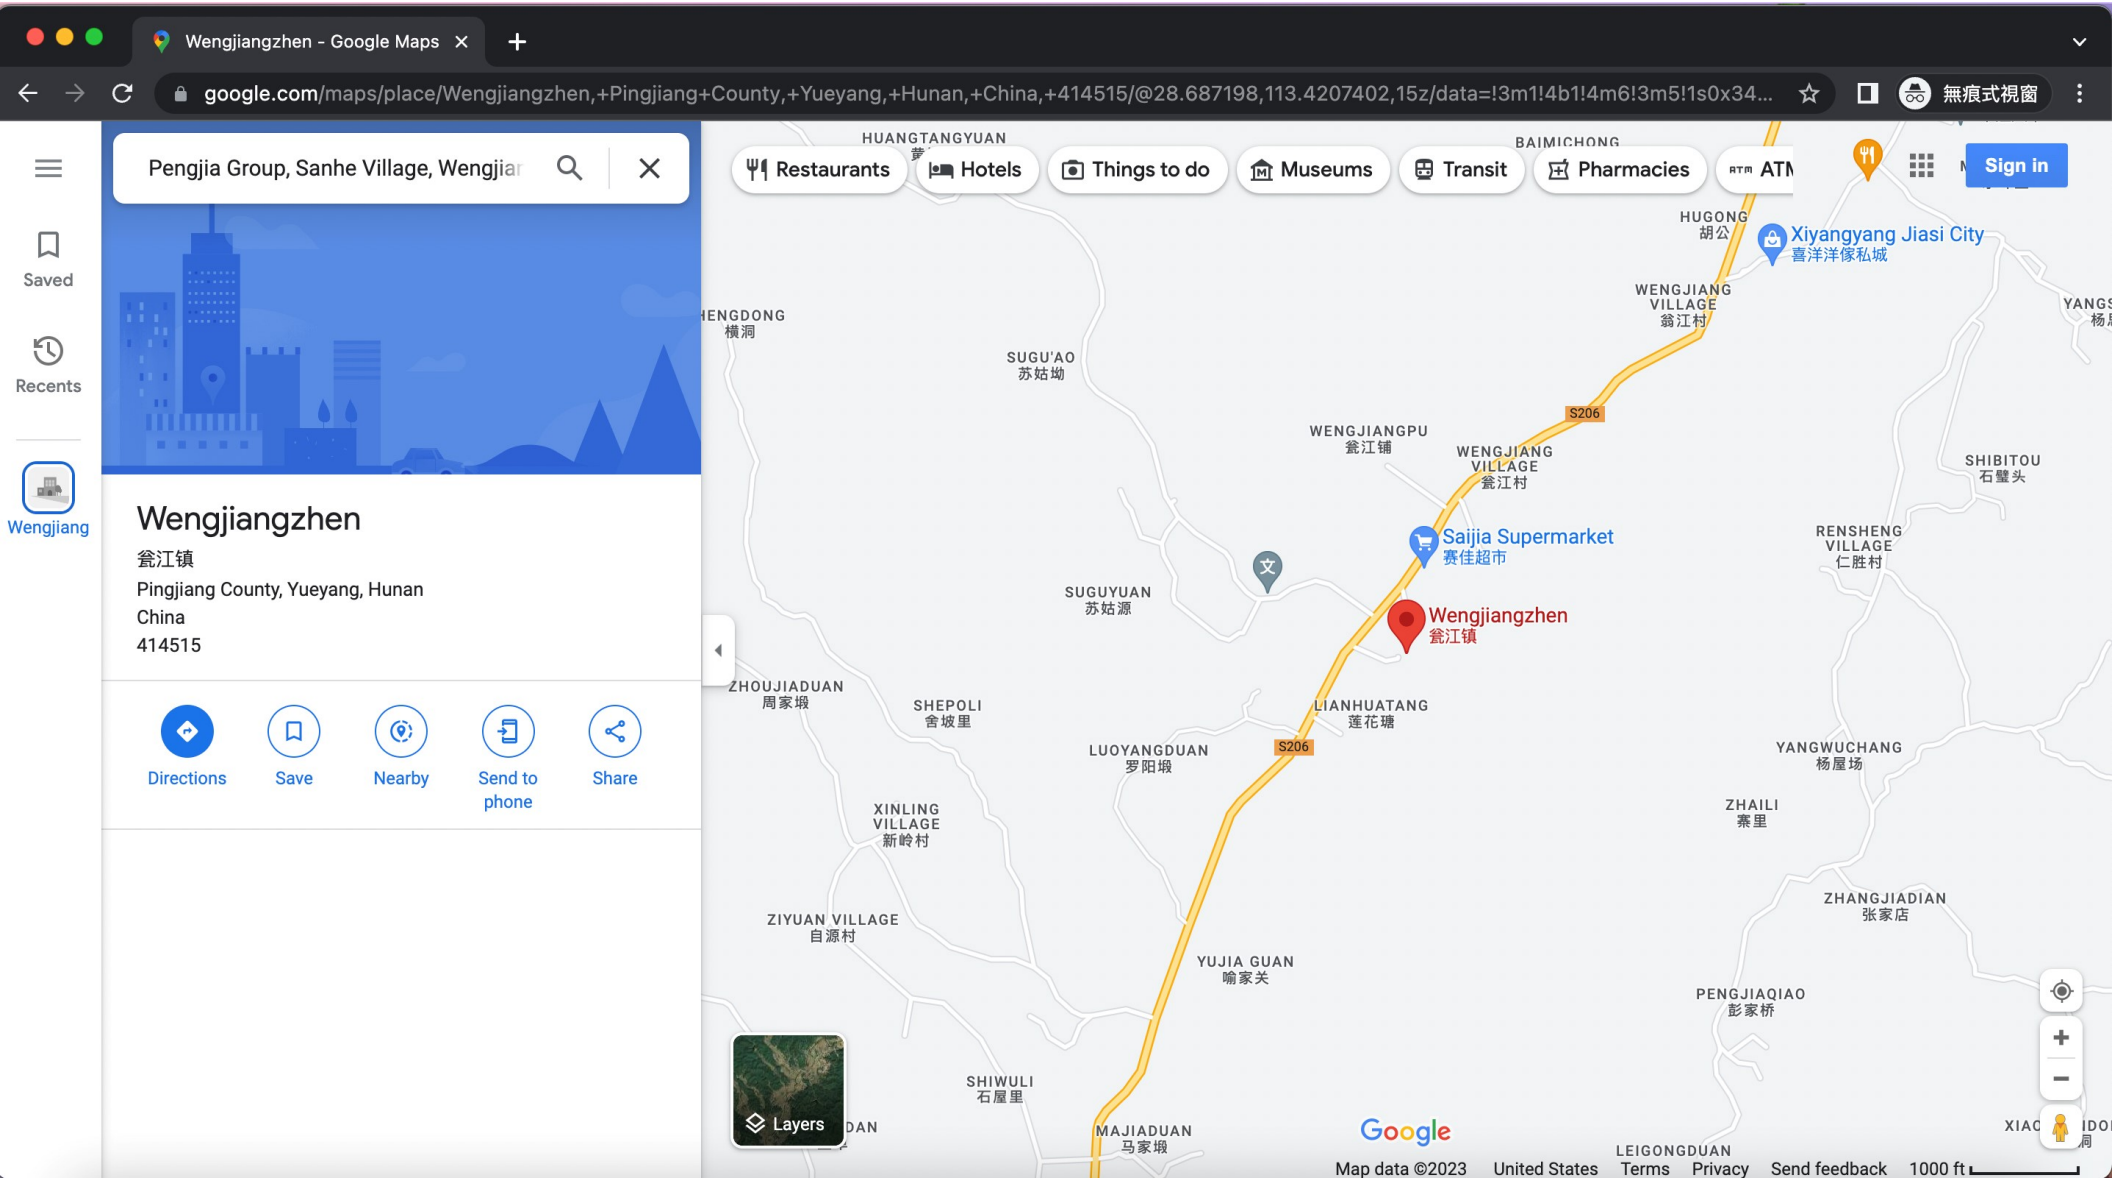 Wengjiangzhen - Google Maps
google.com/maps/place/Wengjiangzhen,+Pingjiang+County,+Yueyang,+Hunan,+China,+414515/@28.687198,113.4207402,15z/data=!3m1!4b1!4m6!3m5!1s0x34...
無痕式視窗
Pengjia Group, Sanhe Village, Wengjiar
Restaurants
Hotels
Things to do
Museums
Transit
Pharmacies
ATM
Sign in
Saved
Recents
Wengjiang
Wengjiangzhen
瓮江镇
Pingjiang County, Yueyang, Hunan
China
414515
Directions
Save
Nearby
Send to
phone
Share
HUANGTANGYUAN
BAIMICHONG
HUGONG
胡公
Xiyangyang Jiasi City
喜洋洋傢私城
WENGJIANG
VILLAGE
翁江村
YANGS
HENGDONG
横洞
SUGU'AO
苏姑坳
S206
WENGJIANGPU
瓮江铺
WENGJIANG
VILLAGE
瓮江村
SHIBITOU
石壁头
Saijia Supermarket
赛佳超市
RENSHENG
VILLAGE
仁胜村
文
SUGUYUAN
苏姑源
Wengjiangzhen
瓮江镇
ZHOUJIADUAN
周家塅
SHEPOLI
舍坡里
LIANHUATANG
莲花瑭
LUOYANGDUAN
罗阳塅
S206
YANGWUCHANG
杨屋场
XINLING
VILLAGE
新岭村
ZHAILI
寨里
ZHANGJIADIAN
张家店
ZIYUAN VILLAGE
自源村
YUJIA GUAN
喻家关
PENGJIAQIAO
彭家桥
SHIWULI
石屋里
Layers
DAN
MAJIADUAN
马家塅
Google
XIAO
LEIGONGDUAN
Map data ©2023
United States
Terms
Privacy
Send feedback
1000 ft